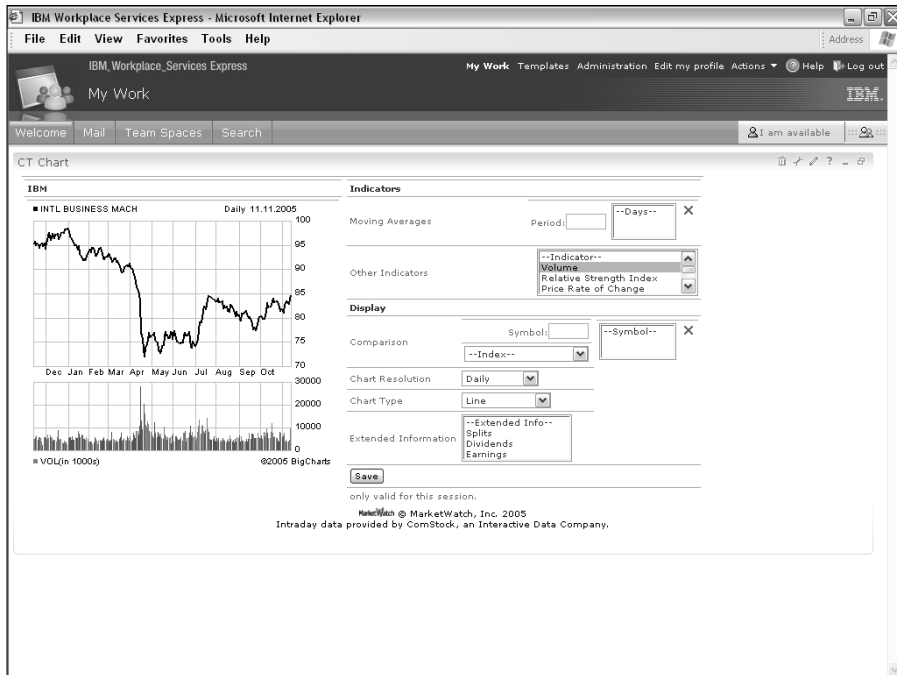 IBM Workplace Services Express - Microsoft Internet Explorer
File Edit View Favorites Tools Help
Address
IBM_Workplace_Services Express
My Work Templates Administration Edit my profile Actions Help Log out
My Work
IBM.
Welcome Mail Team Spaces Search
I am available
CT Chart
?
IBM
Indicators
INTL BUSINESS MACH Daily 11.11.2005
100
95
90
85
80
75
70
Dec Jan Feb Mar Apr May Jun Jul Aug Sep Oct
30000
20000
10000
0
VOL(in 1000s) ©2005 BigCharts
Moving Averages
Period:
--Days--
Other Indicators
--Indicator--
Volume
Relative Strength Index
Price Rate of Change
Display
Comparison
Symbol:
--Symbol--
--Index--
Chart Resolution Daily
Chart Type Line
Extended Information
--Extended Info--
Splits
Dividends
Earnings
Save
only valid for this session.
MarketWatch © MarketWatch, Inc. 2005
Intraday data provided by ComStock, an Interactive Data Company.